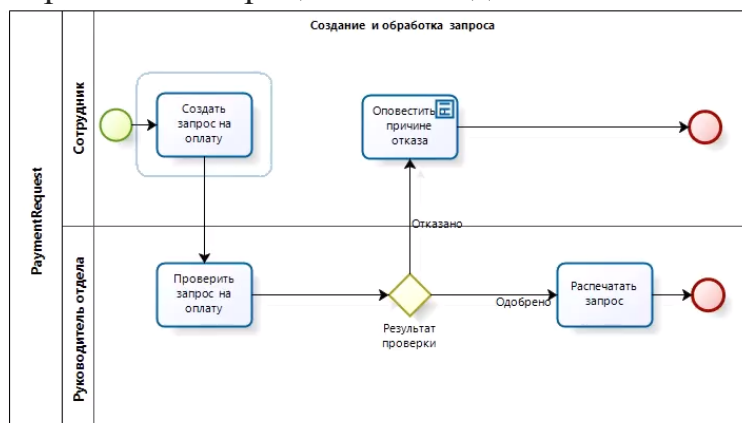 Создание и обработка запроса
PaymentRequest
Сотрудник
Создать
запрос на
оплату
Оповестить
причине
отказа
Отказано
Руководитель отдела
Проверить
запрос на
оплату
Результат
проверки
Одобрено
Распечатать
запрос